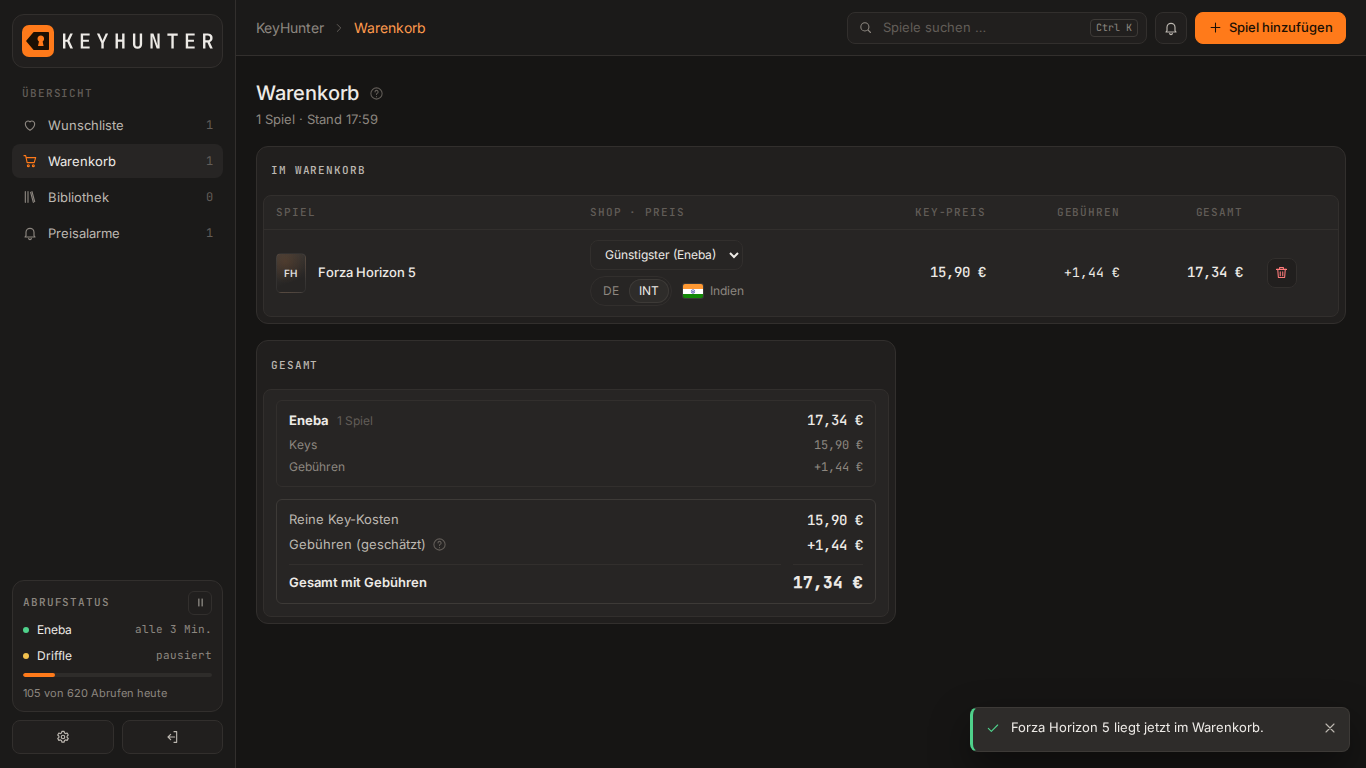 KEYHUNTER
KeyHunter > Warenkorb
Spiele suchen ...
Ctrl K
Spiel hinzufügen
ÜBERSICHT
Wunschliste 1
Warenkorb 1
Bibliothek 0
Preisalarme 1
Warenkorb
1 Spiel · Stand 17:59
IM WARENKORB
SPIEL SHOP · PREIS KEY-PREIS GEBÜHREN GESAMT
FH Forza Horizon 5
Günstigster (Eneba)
DE INT Indien
15,90 € +1,44 € 17,34 €
GESAMT
Eneba 1 Spiel 17,34 €
Keys 15,90 €
Gebühren +1,44 €
Reine Key-Kosten 15,90 €
Gebühren (geschätzt) +1,44 €
Gesamt mit Gebühren 17,34 €
ABRUFSTATUS
Eneba alle 3 Min.
Driffle pausiert
105 von 620 Abrufen heute
Forza Horizon 5 liegt jetzt im Warenkorb.